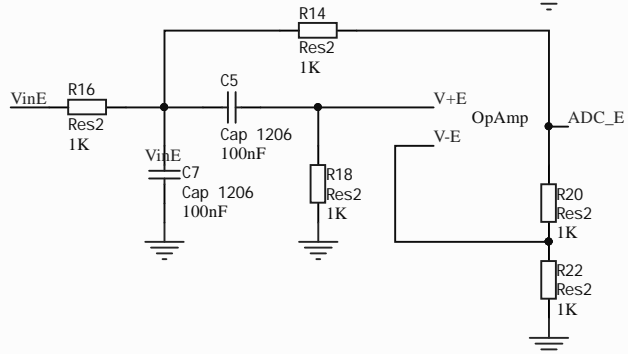 R14
Res2
1K
VinE
R16
Res2
1K
C5
Cap 1206
100nF
V+E
V-E
OpAmp
ADC_E
VinE
C7
Cap 1206
100nF
R18
Res2
1K
R20
Res2
1K
R22
Res2
1K